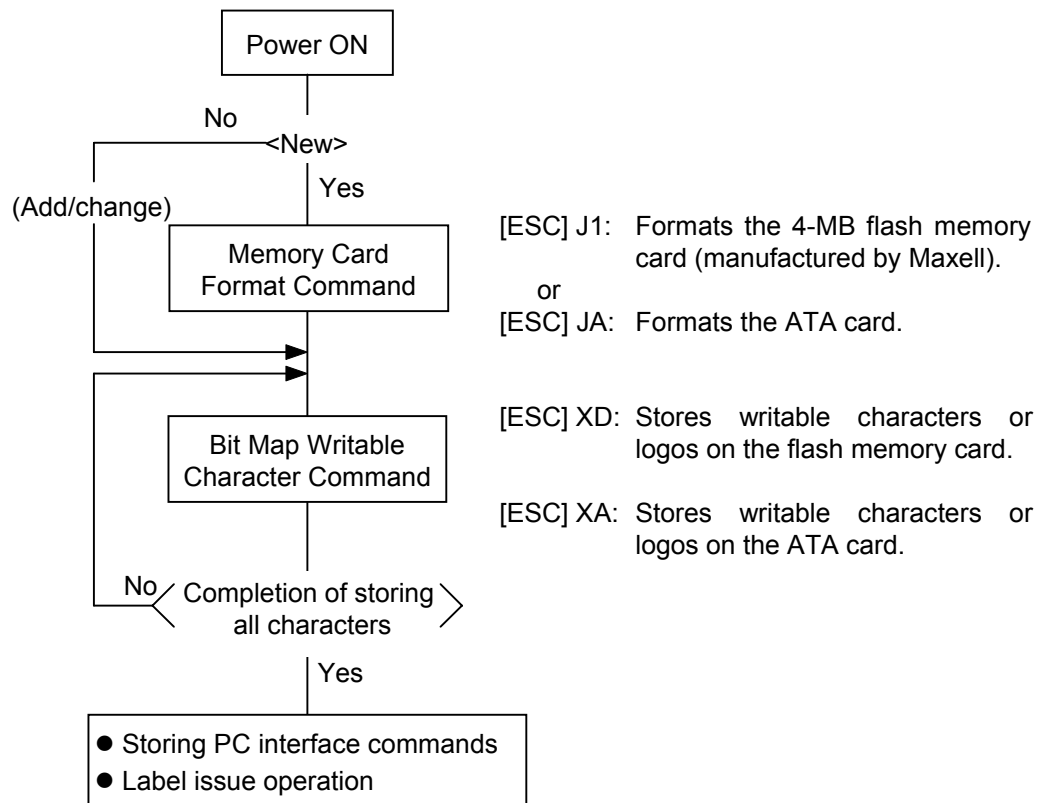 Power ON
No
<New>
Yes
(Add/change)
Memory Card
Format Command
[ESC] J1: Formats the 4-MB flash memory
card (manufactured by Maxell).
or
[ESC] JA: Formats the ATA card.
Bit Map Writable
Character Command
[ESC] XD: Stores writable characters or
logos on the flash memory card.
[ESC] XA: Stores writable characters or
logos on the ATA card.
No
Completion of storing
all characters
Yes
● Storing PC interface commands
● Label issue operation